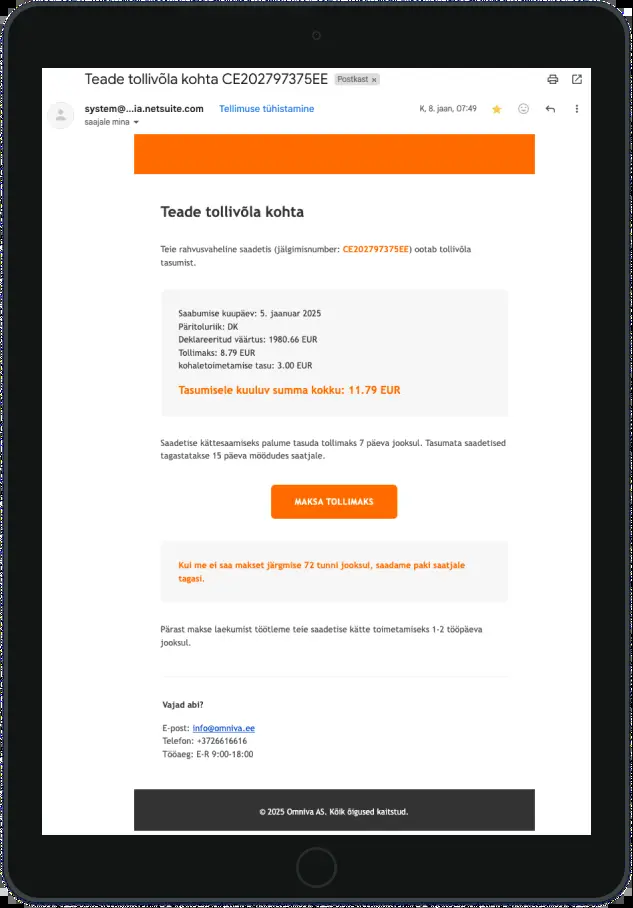 Teade tollivõla kohta CE202797375EE Postkast ×
system@...ia.netsuite.com Tellimuse tühistamine K, 8. jaan, 07:49
saajale mina
Teade tollivõla kohta
Teie rahvusvaheline saadetis (jälgimisnumber: CE202797375EE) ootab tollivõla
tasumist.
Saabumise kuupäev: 5. jaanuar 2025
Päritoluriik: DK
Deklareeritud väärtus: 1980.66 EUR
Tollimaks: 8.79 EUR
kohaletoimetamise tasu: 3.00 EUR
Tasumisele kuuluv summa kokku: 11.79 EUR
Saadetise kättesaamiseks palume tasuda tollimaks 7 päeva jooksul. Tasumata saadetised
tagastatakse 15 päeva möödudes saatjale.
MAKSA TOLLIMAKS
Kui me ei saa makset järgmise 72 tunni jooksul, saadame paki saatjale
tagasi.
Pärast makse laekumist töötleme teie saadetise kätte toimetamiseks 1-2 tööpäeva
jooksul.
Vajad abi?
E-post: info@omniva.ee
Telefon: +3726616616
Tööaeg: E-R 9:00-18:00
© 2025 Omniva AS. Kõik õigused kaitstud.